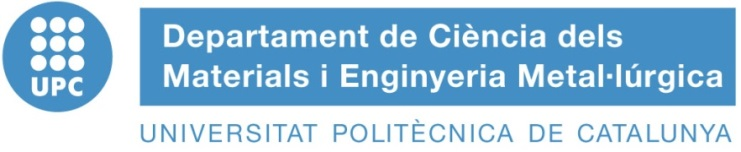 UPC
Departament de Ciència dels
Materials i Enginyeria Metal·lúrgica
UNIVERSITAT POLITÈCNICA DE CATALUNYA